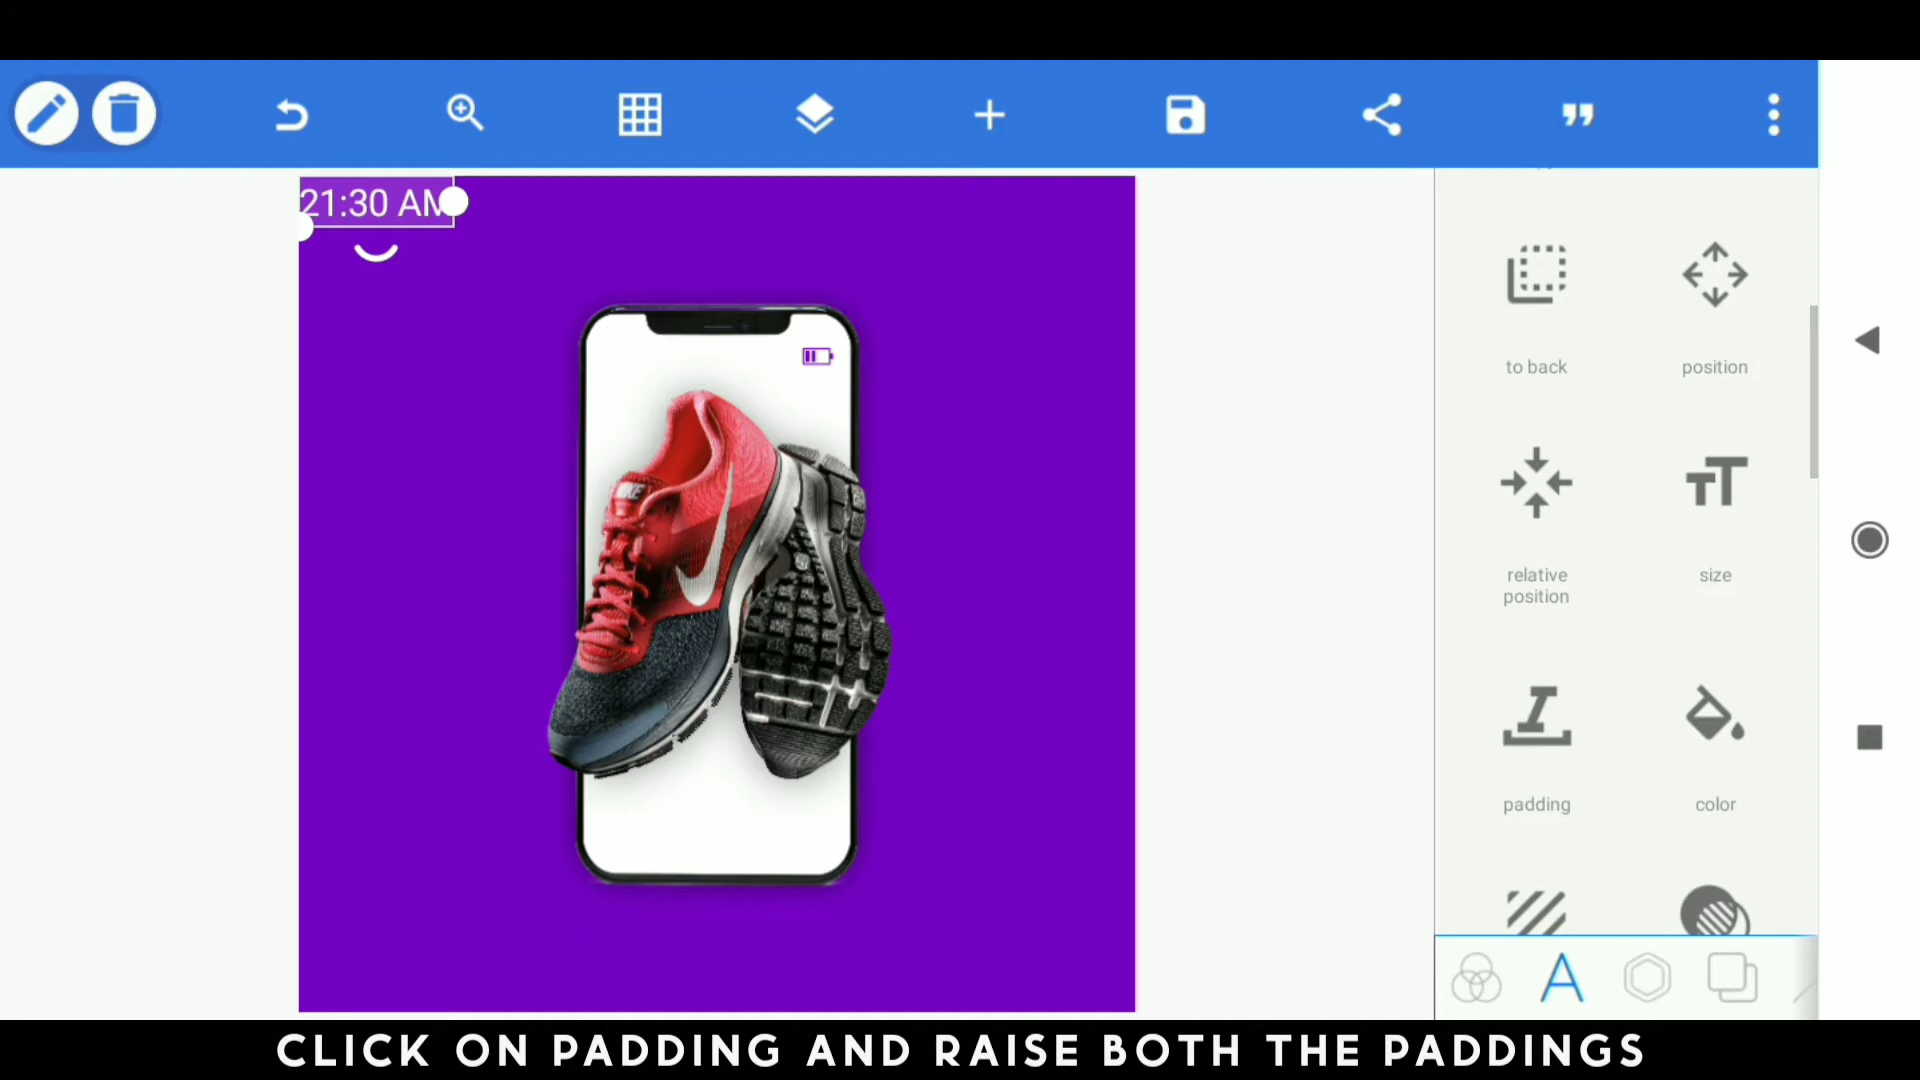 21:30 AM
to back
position
NIKE
relative
position
size
padding
color
CLICK ON PADDING AND RAISE BOTH THE PADDINGS